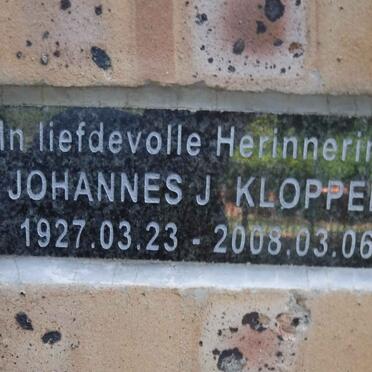 In liefdevolle Herinnerin
JOHANNES J KLOPPE
1927.03.23 - 2008.03.06